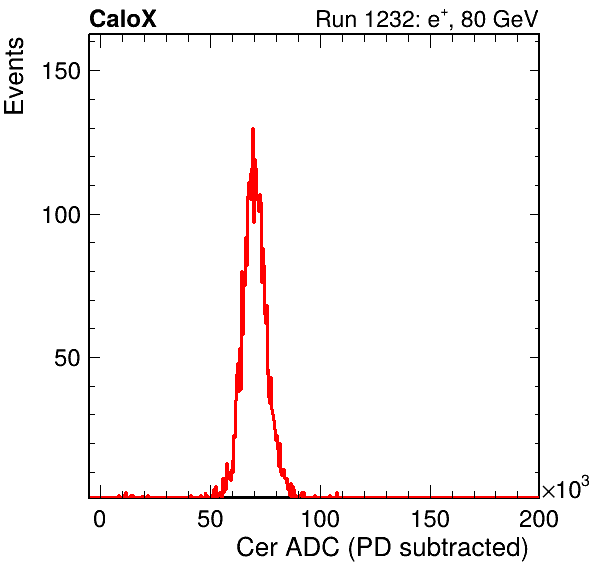 CaloX Run 1232: e⁺, 80 GeV
Events
150
100
50
0 50 100 150 200
×10³
Cer ADC (PD subtracted)